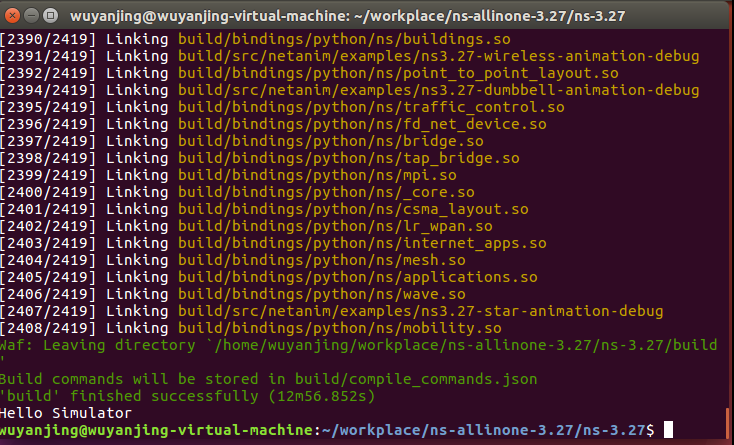 wuyanjing@wuyanjing-virtual-machine: ~/workplace/ns-allinone-3.27/ns-3.27
[2390/2419] Linking build/bindings/python/ns/buildings.so
[2391/2419] Linking build/src/netanim/examples/ns3.27-wireless-animation-debug
[2392/2419] Linking build/bindings/python/ns/point_to_point_layout.so
[2394/2419] Linking build/src/netanim/examples/ns3.27-dumbbell-animation-debug
[2395/2419] Linking build/bindings/python/ns/traffic_control.so
[2396/2419] Linking build/bindings/python/ns/fd_net_device.so
[2397/2419] Linking build/bindings/python/ns/bridge.so
[2398/2419] Linking build/bindings/python/ns/tap_bridge.so
[2399/2419] Linking build/bindings/python/ns/mpi.so
[2400/2419] Linking build/bindings/python/ns/_core.so
[2401/2419] Linking build/bindings/python/ns/csma_layout.so
[2402/2419] Linking build/bindings/python/ns/lr_wpan.so
[2403/2419] Linking build/bindings/python/ns/internet_apps.so
[2404/2419] Linking build/bindings/python/ns/mesh.so
[2405/2419] Linking build/bindings/python/ns/applications.so
[2406/2419] Linking build/bindings/python/ns/wave.so
[2407/2419] Linking build/src/netanim/examples/ns3.27-star-animation-debug
[2408/2419] Linking build/bindings/python/ns/mobility.so
Waf: Leaving directory `/home/wuyanjing/workplace/ns-allinone-3.27/ns-3.27/build
'
Build commands will be stored in build/compile_commands.json
'build' finished successfully (12m56.852s)
Hello Simulator
wuyanjing@wuyanjing-virtual-machine:~/workplace/ns-allinone-3.27/ns-3.27$